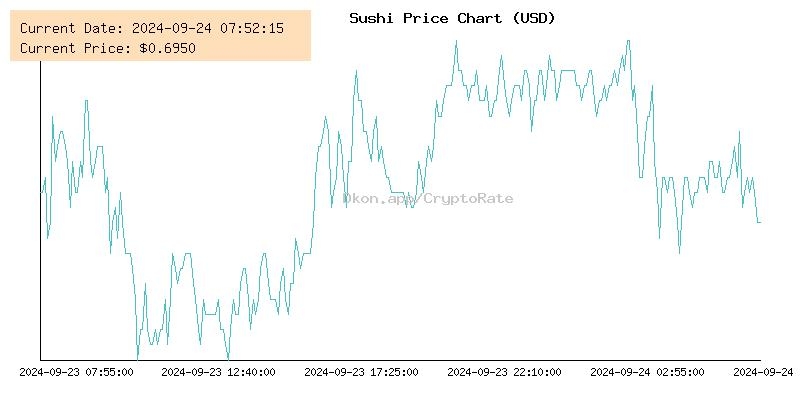 Sushi Price Chart (USD)
Current Date: 2024-09-24 07:52:15
Current Price: $0.6950
Dkon.app/CryptoRate
2024-09-23 07:55:00 2024-09-23 12:40:00 2024-09-23 17:25:00 2024-09-23 22:10:00 2024-09-24 02:55:00 2024-09-24